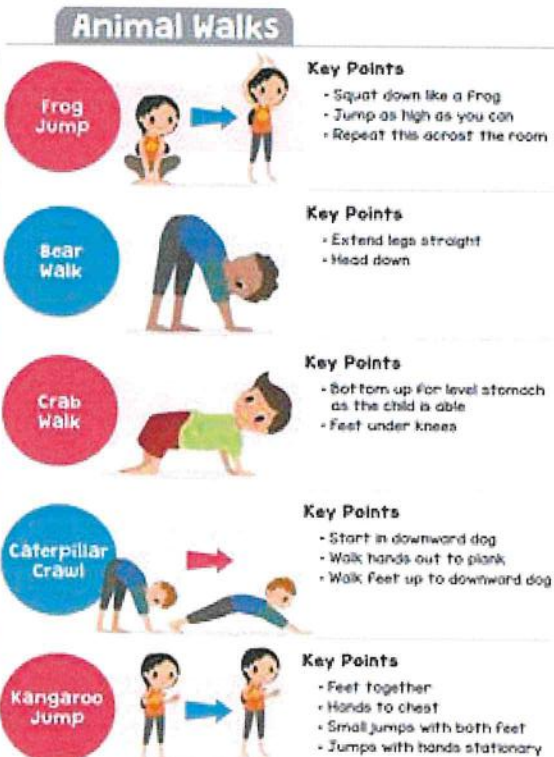 Animal Walks
Frog
Jump
Key Points
• Squat down like a frog
• Jump as high as you can
• Repeat this across the room
Bear
Walk
Key Points
• Extend legs straight
• Head down
Crab
Walk
Key Points
• Bottom up for level stomach
as the child is able
• Feet under knees
Caterpillar
Crawl
Key Points
• Start in downward dog
• Walk hands out to plank
• Walk feet up to downward dog
Kangaroo
Jump
Key Points
• Feet together
• Hands to chest
• Small jumps with both feet
• Jumps with hands stationary